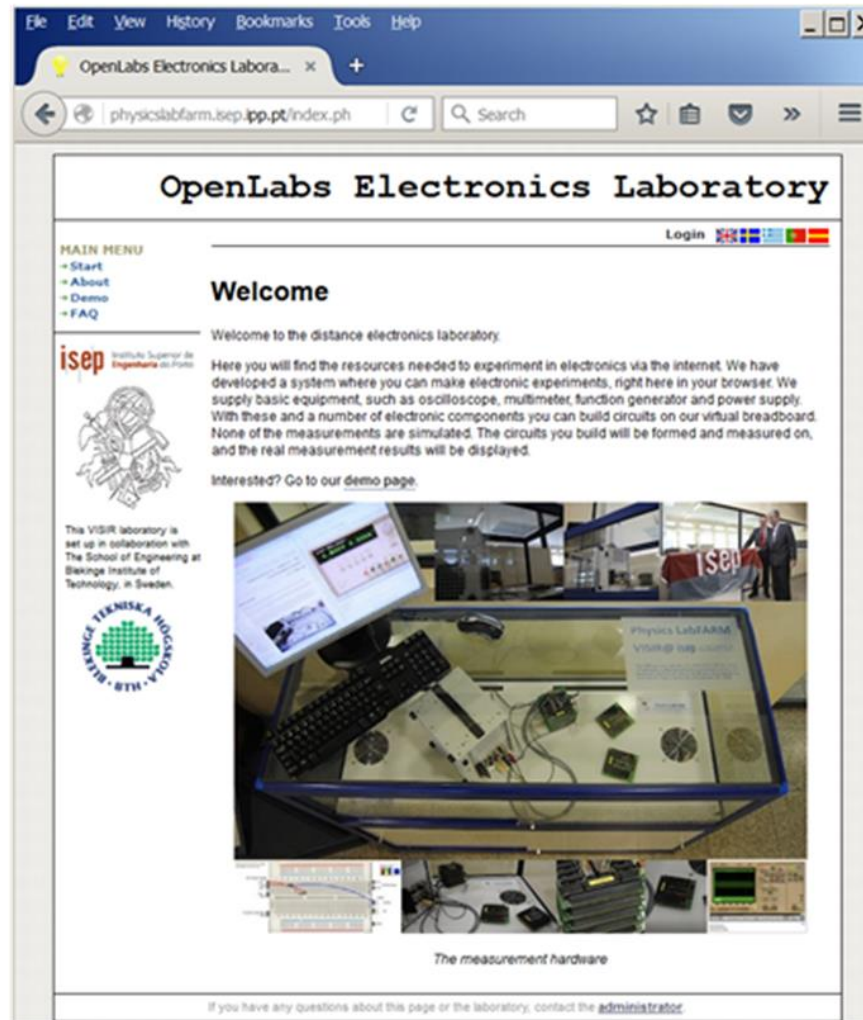 File Edit View History Bookmarks Tools Help
OpenLabs Electronics Labora... × +
physicslabfarm.isep.ipp.pt/index.ph Search
OpenLabs Electronics Laboratory
Login
MAIN MENU
Start
About
Demo
FAQ
isep Instituto Superior de
Engenharia do Porto
This VISIR laboratory is
set up in collaboration with
The School of Engineering at
Blekinge Institute of
Technology, in Sweden.
BLEKINGE TEKNISKA HÖGSKOLA · BTH ·
Welcome
Welcome to the distance electronics laboratory.
Here you will find the resources needed to experiment in electronics via the internet. We have
developed a system where you can make electronic experiments, right here in your browser. We
supply basic equipment, such as oscilloscope, multimeter, function generator and power supply.
With these and a number of electronic components you can build circuits on our virtual breadboard.
None of the measurements are simulated. The circuits you build will be formed and measured on,
and the real measurement results will be displayed.
Interested? Go to our demo page.
isep
Physics LabFARM
VISIR@ isep
The measurement hardware
If you have any questions about this page or the laboratory, contact the administrator.